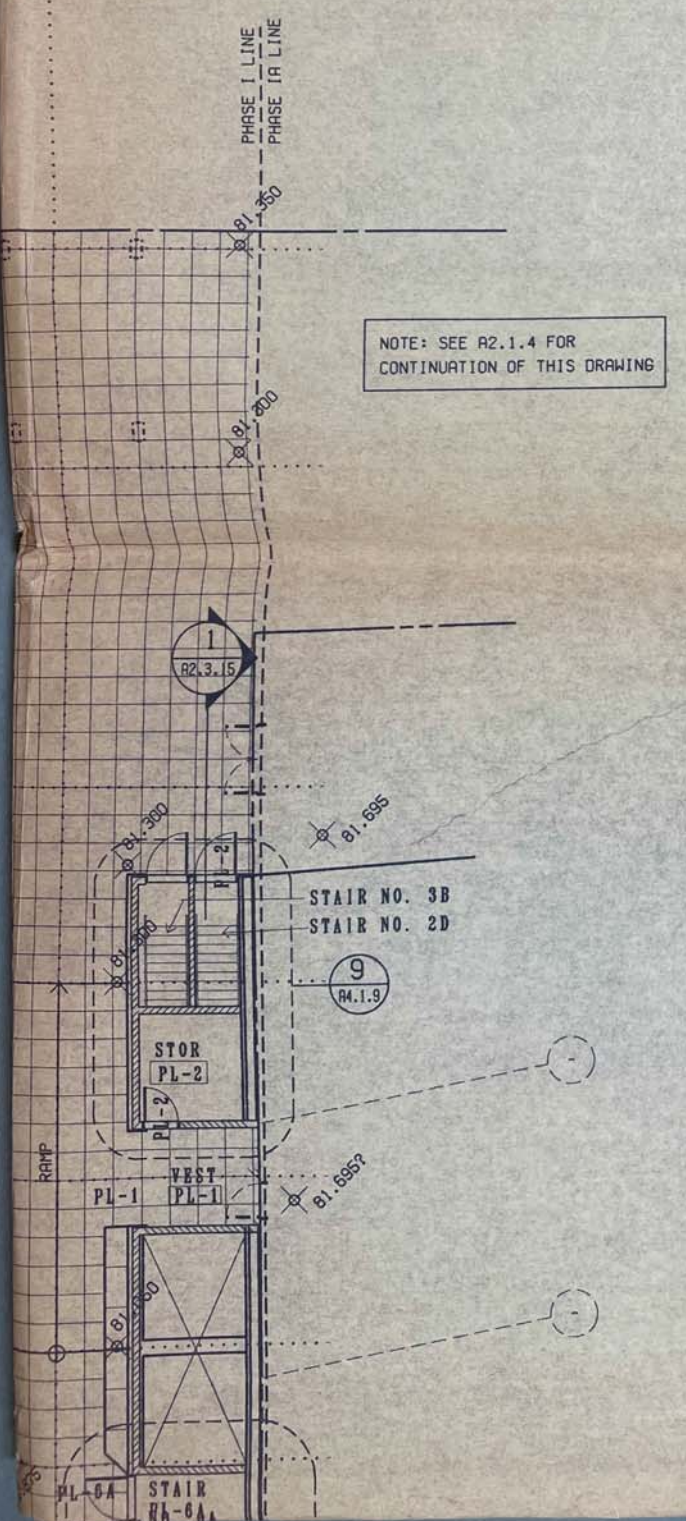 PHASE I LINE
PHASE IA LINE
81.350
NOTE: SEE A2.1.4 FOR
CONTINUATION OF THIS DRAWING
81.300
1
A2.3.15
81.300
81.695
PL-2
STAIR NO. 3B
STAIR NO. 2D
81.300
9
A4.1.9
STOR
PL-2
PL-2
RAMP
VEST
PL-1
PL-1
81.695?
PL-6A
STAIR
PL-6A